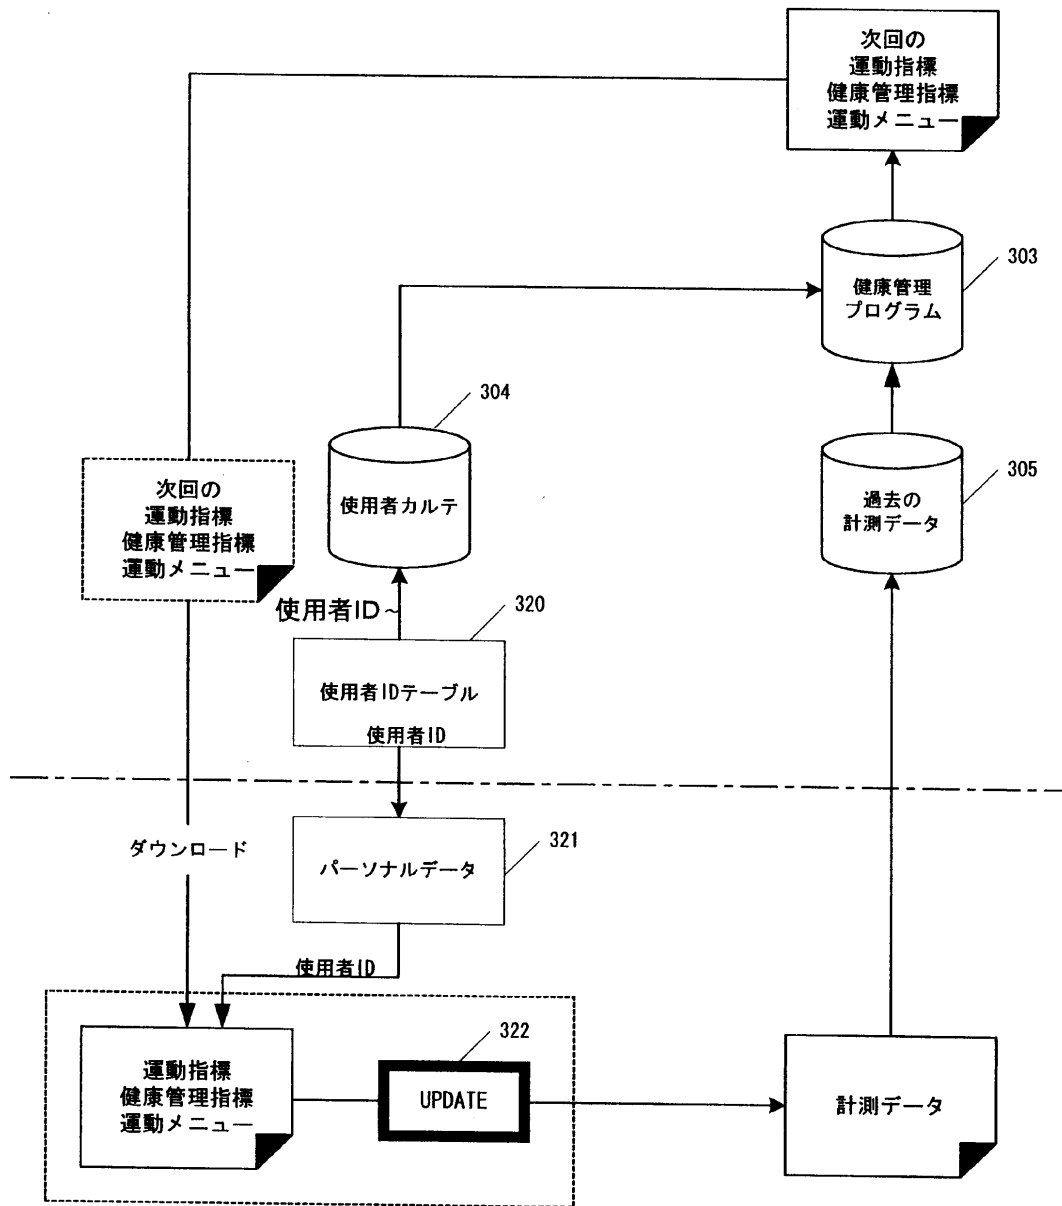 次回の
運動指標
健康管理指標
運動メニュー
303
健康管理
プログラム
304
使用者カルテ
305
過去の
計測データ
次回の
運動指標
健康管理指標
運動メニュー
使用者ID~
320
使用者IDテーブル
使用者ID
ダウンロード
321
パーソナルデータ
使用者ID
322
運動指標
健康管理指標
運動メニュー
UPDATE
計測データ